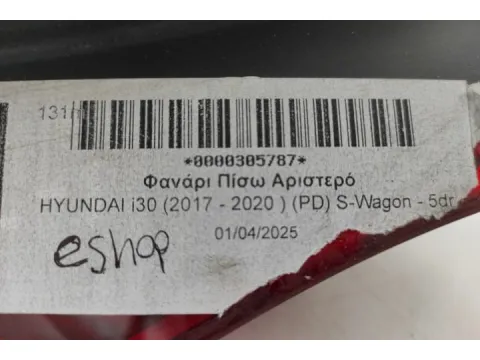 *0000305787*
Φανάρι Πίσω Αριστερό
HYUNDAI i30 (2017 - 2020 ) (PD) S-Wagon - 5dr
01/04/2025
eshop